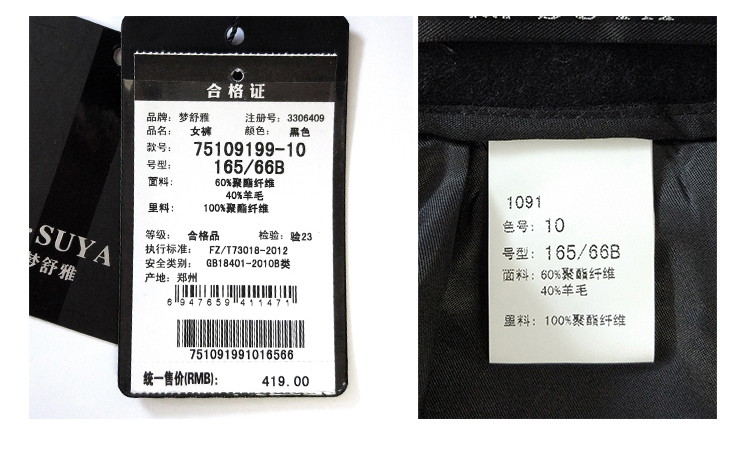 ·SUYA
梦舒雅
合格证
品牌: 梦舒雅 注册号: 3306409
品名: 女裤 颜色: 黑色
款号: 75109199-10
号型: 165/66B
面料: 60%聚酯纤维
40%羊毛
里料: 100%聚酯纤维
等级: 合格品 检验: 验23
执行标准: FZ/T73018-2012
安全类别: GB18401-2010B类
产地: 郑州
6 947659 411471
751091991016566
统一售价(RMB): 419.00
1091
色号: 10
号型: 165/66B
面料: 60%聚酯纤维
40%羊毛
里料: 100%聚酯纤维